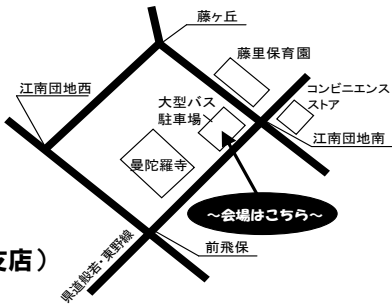 藤ヶ丘
藤里保育園
江南団地西
大型バス
駐車場
コンビニエンス
ストア
江南団地南
曼陀羅寺
～会場はこちら～
前飛保
県道般若・東野線
支店）